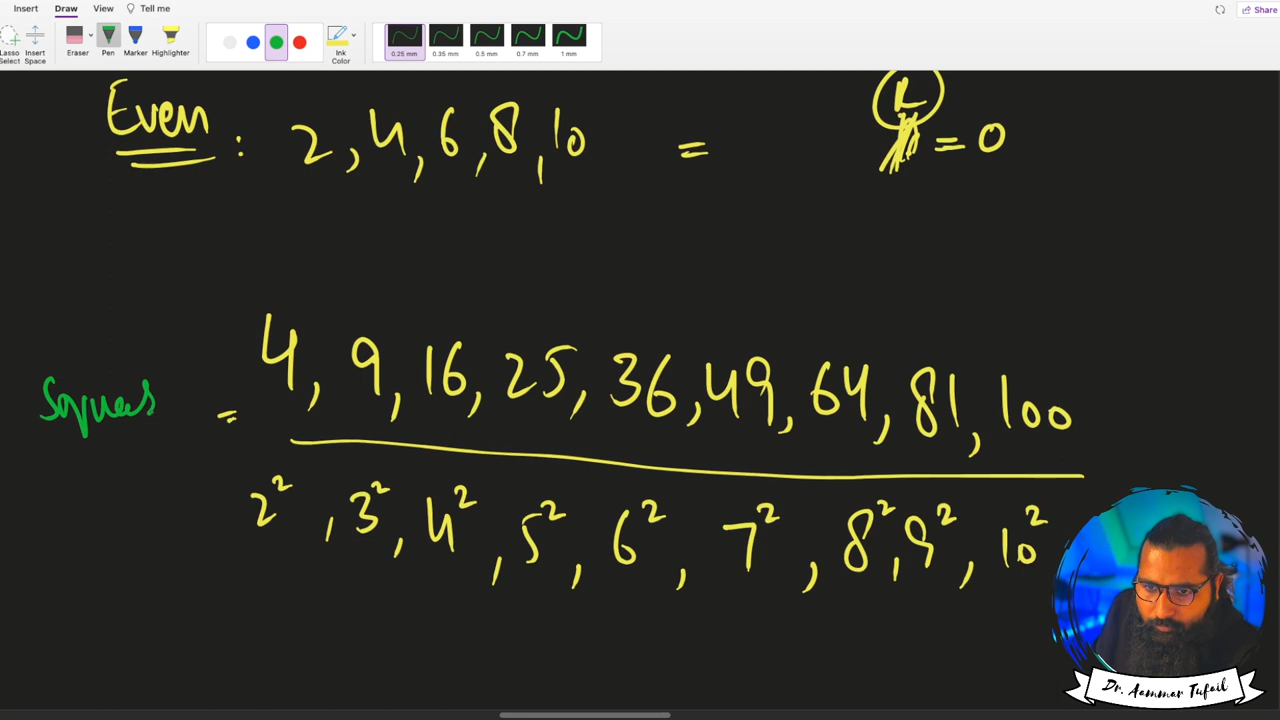 Insert Draw View Tell me Share
Lasso Select Insert Space Eraser Pen Marker Highlighter Ink Color 0.25 mm 0.35 mm 0.5 mm 0.7 mm 1 mm
Even : 2, 4, 6, 8, 10 = = 0
Squares = 4, 9, 16, 25, 36, 49, 64, 81, 100
2², 3², 4², 5², 6², 7², 8², 9², 10²
Dr. Aammar Tufail